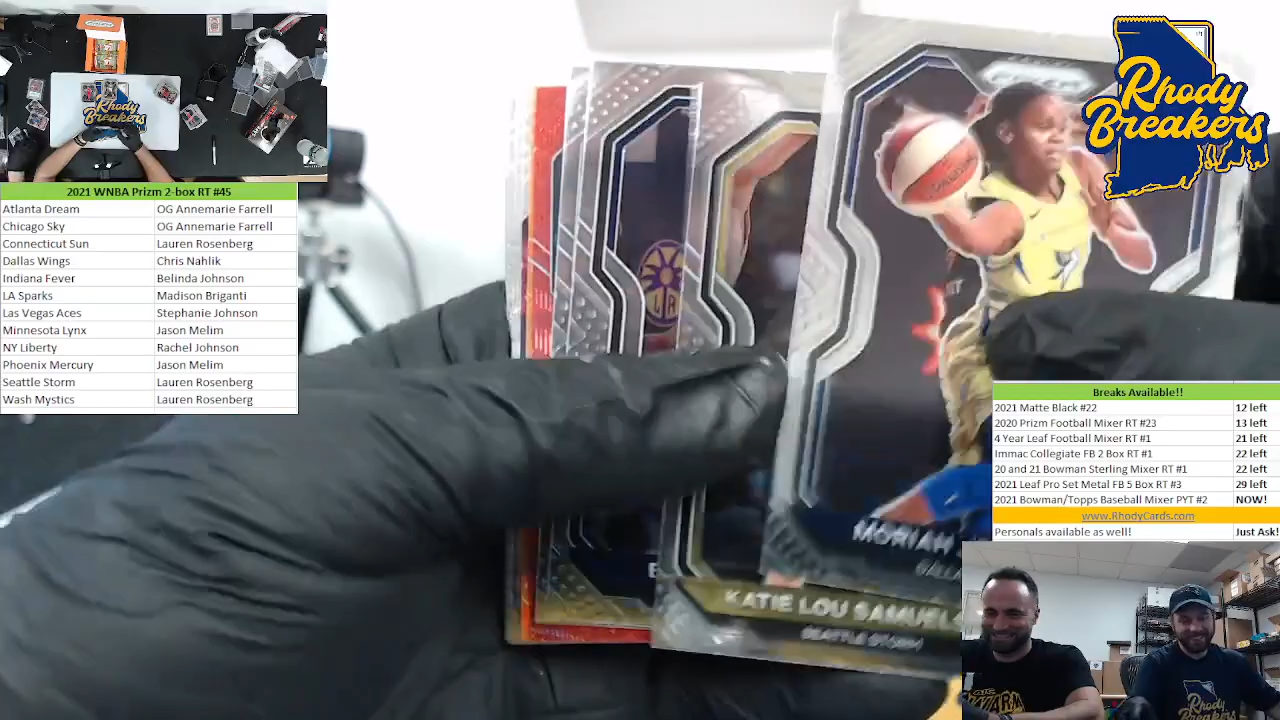 Rhody
Breakers
2021 WNBA Prizm 2-box RT #45
Atlanta Dream OG Annemarie Farrell
Chicago Sky OG Annemarie Farrell
Connecticut Sun Lauren Rosenberg
Dallas Wings Chris Nahlik
Indiana Fever Belinda Johnson
LA Sparks Madison Briganti
Las Vegas Aces Stephanie Johnson
Minnesota Lynx Jason Melim
NY Liberty Rachel Johnson
Phoenix Mercury Jason Melim
Seattle Storm Lauren Rosenberg
Wash Mystics Lauren Rosenberg
Rhody
Breakers
LA
MORIAH
KATIE LOU SAMUEL
SEATTLE STORM
Breaks Available!!
2021 Matte Black #22 12 left
2020 Prizm Football Mixer RT #23 13 left
4 Year Leaf Football Mixer RT #1 21 left
Immac Collegiate FB 2 Box RT #1 22 left
20 and 21 Bowman Sterling Mixer RT #1 22 left
2021 Leaf Pro Set Metal FB 5 Box RT #3 29 left
2021 Bowman/Topps Baseball Mixer PYT #2 NOW!
www.RhodyCards.com
Personals available as well! Just Ask!
Rhody
Breakers